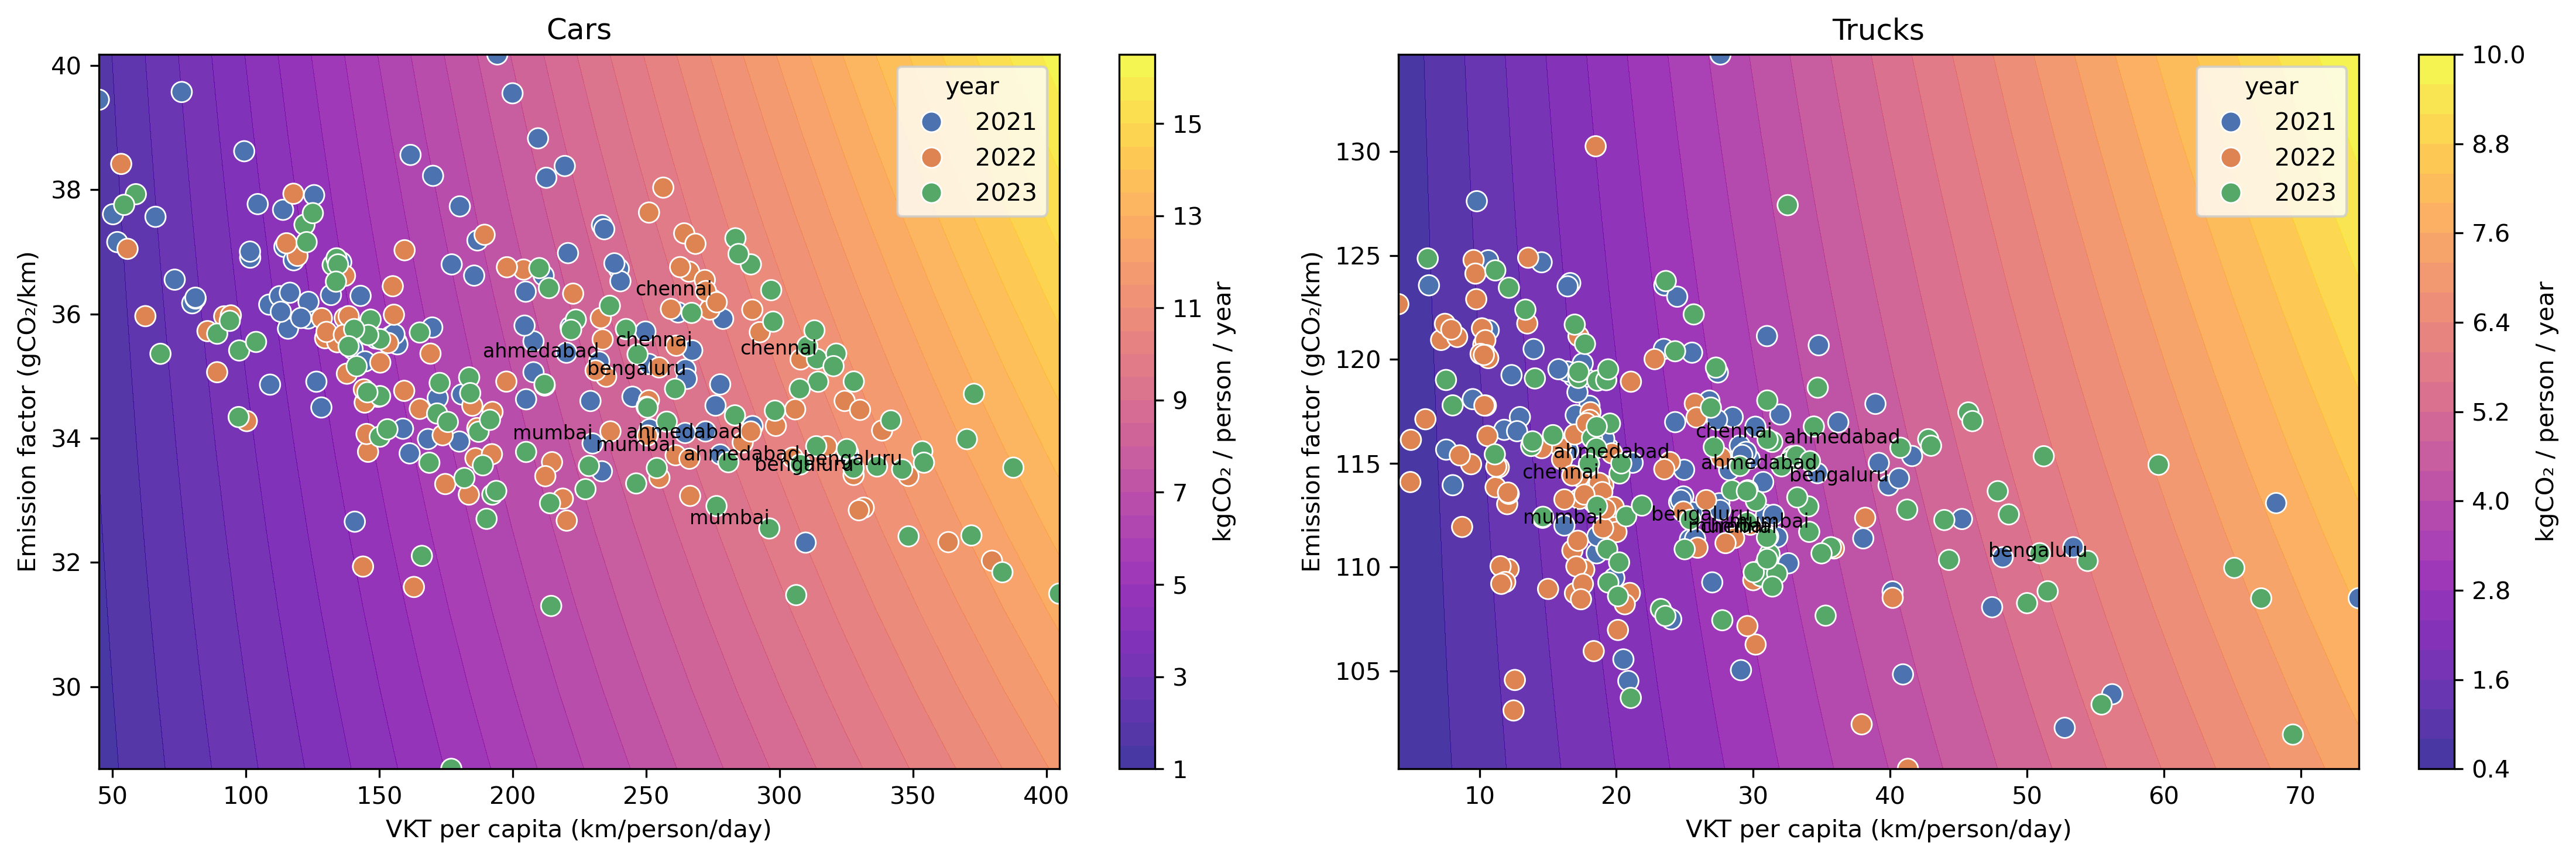 Cars
Emission factor (gCO₂/km)
40
38
36
34
32
30
50
100
150
200
250
300
350
400
VKT per capita (km/person/day)
year
2021
2022
2023
chennai
chennai
chennai
ahmedabad
bengaluru
mumbai
ahmedabad
mumbai
ahmedabad
bengaluru
bengaluru
mumbai
15
13
11
9
7
5
3
1
kgCO₂ / person / year
Trucks
Emission factor (gCO₂/km)
130
125
120
115
110
105
10
20
30
40
50
60
70
VKT per capita (km/person/day)
year
2021
2022
2023
chennai
ahmedabad
ahmedabad
ahmedabad
chennai
bengaluru
mumbai
bengaluru
mumbai
mumbai
chennai
bengaluru
10.0
8.8
7.6
6.4
5.2
4.0
2.8
1.6
0.4
kgCO₂ / person / year